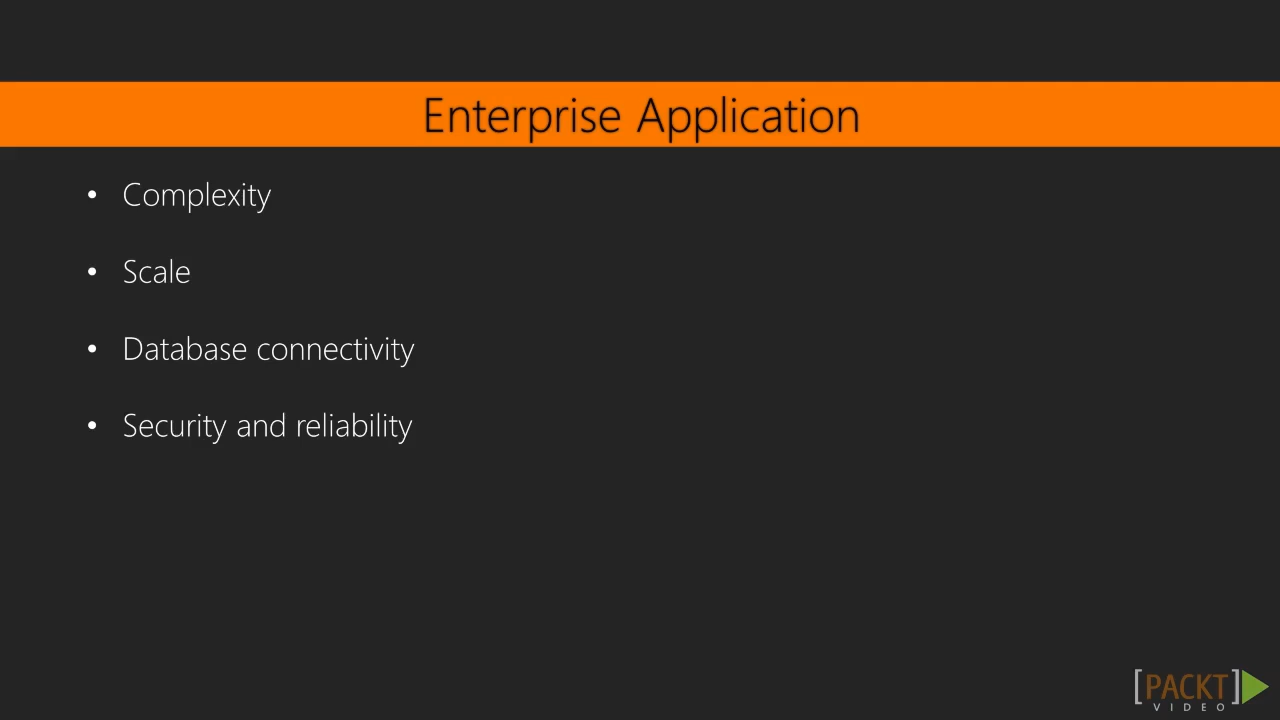 Enterprise Application
• Complexity
• Scale
• Database connectivity
• Security and reliability
[PACKT]
VIDEO